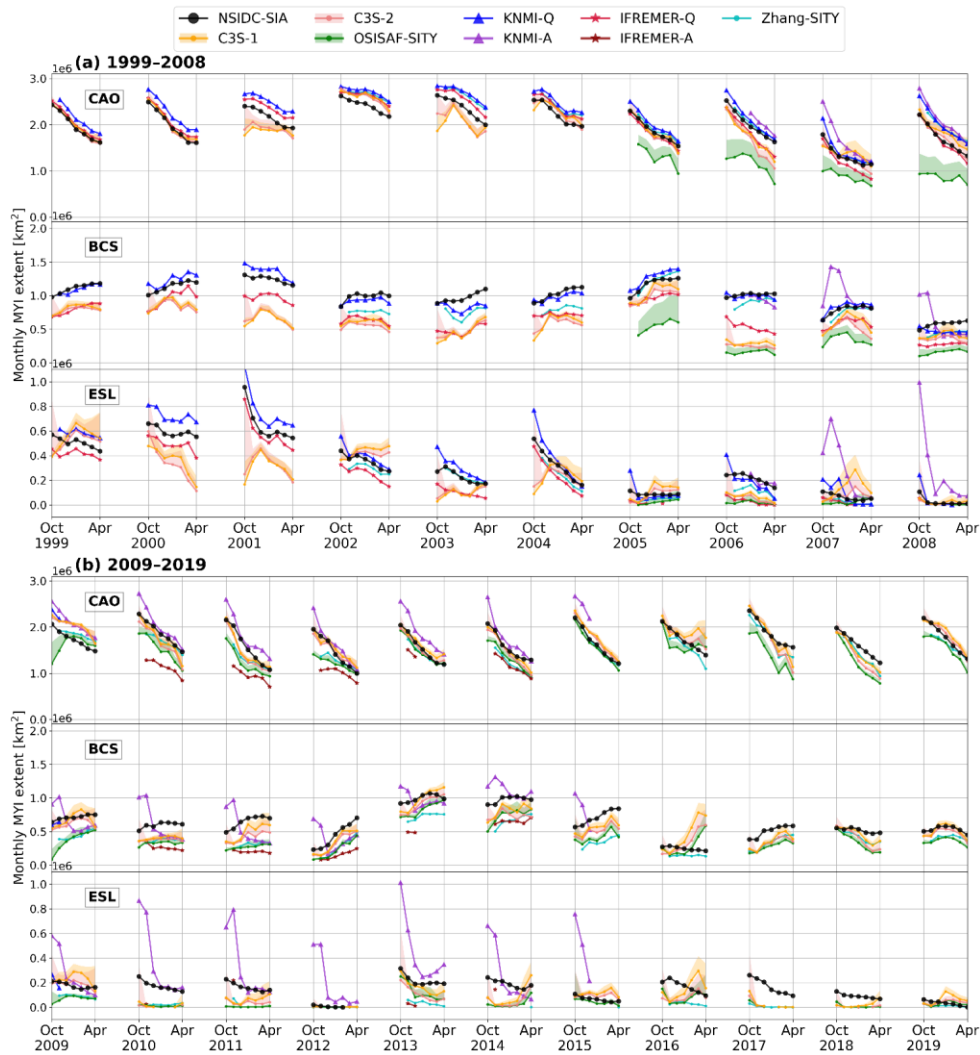 NSIDC-SIA C3S-2 KNMI-Q IFREMER-Q Zhang-SITY
C3S-1 OSISAF-SITY KNMI-A IFREMER-A
1e6 (a) 1999–2008
3.0 CAO
2.0
1.0
0.0 1e6
2.0 BCS
1.5
1.0
0.5
0.0 1e6
1.0 ESL
0.8
0.6
0.4
0.2
0.0
Monthly MYI extent [km²]
Oct Apr Oct Apr Oct Apr Oct Apr Oct Apr Oct Apr Oct Apr Oct Apr Oct Apr Oct Apr
1999 2000 2001 2002 2003 2004 2005 2006 2007 2008
1e6 (b) 2009–2019
3.0 CAO
2.0
1.0
0.0 1e6
2.0 BCS
1.5
1.0
0.5
0.0 1e6
1.0 ESL
0.8
0.6
0.4
0.2
0.0
Monthly MYI extent [km²]
Oct Apr Oct Apr Oct Apr Oct Apr Oct Apr Oct Apr Oct Apr Oct Apr Oct Apr Oct Apr Oct Apr
2009 2010 2011 2012 2013 2014 2015 2016 2017 2018 2019